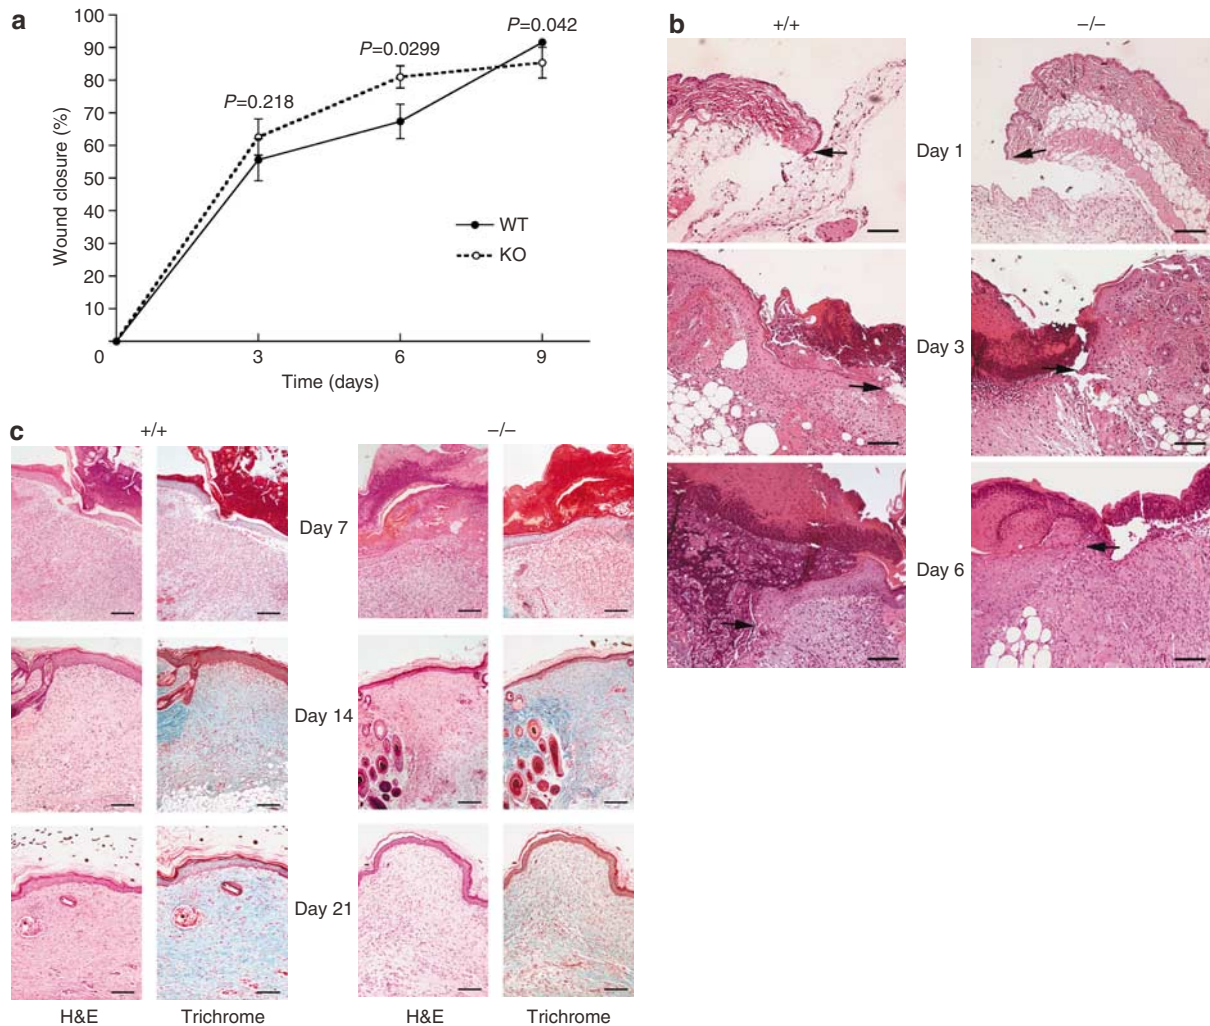 a
Wound closure (%)
100
90
80
70
60
50
40
30
20
10
0
3
6
9
Time (days)
P=0.218
P=0.0299
P=0.042
WT
KO
b
+/+
−/−
Day 1
Day 3
Day 6
c
+/+
−/−
Day 7
Day 14
Day 21
H&E
Trichrome
H&E
Trichrome